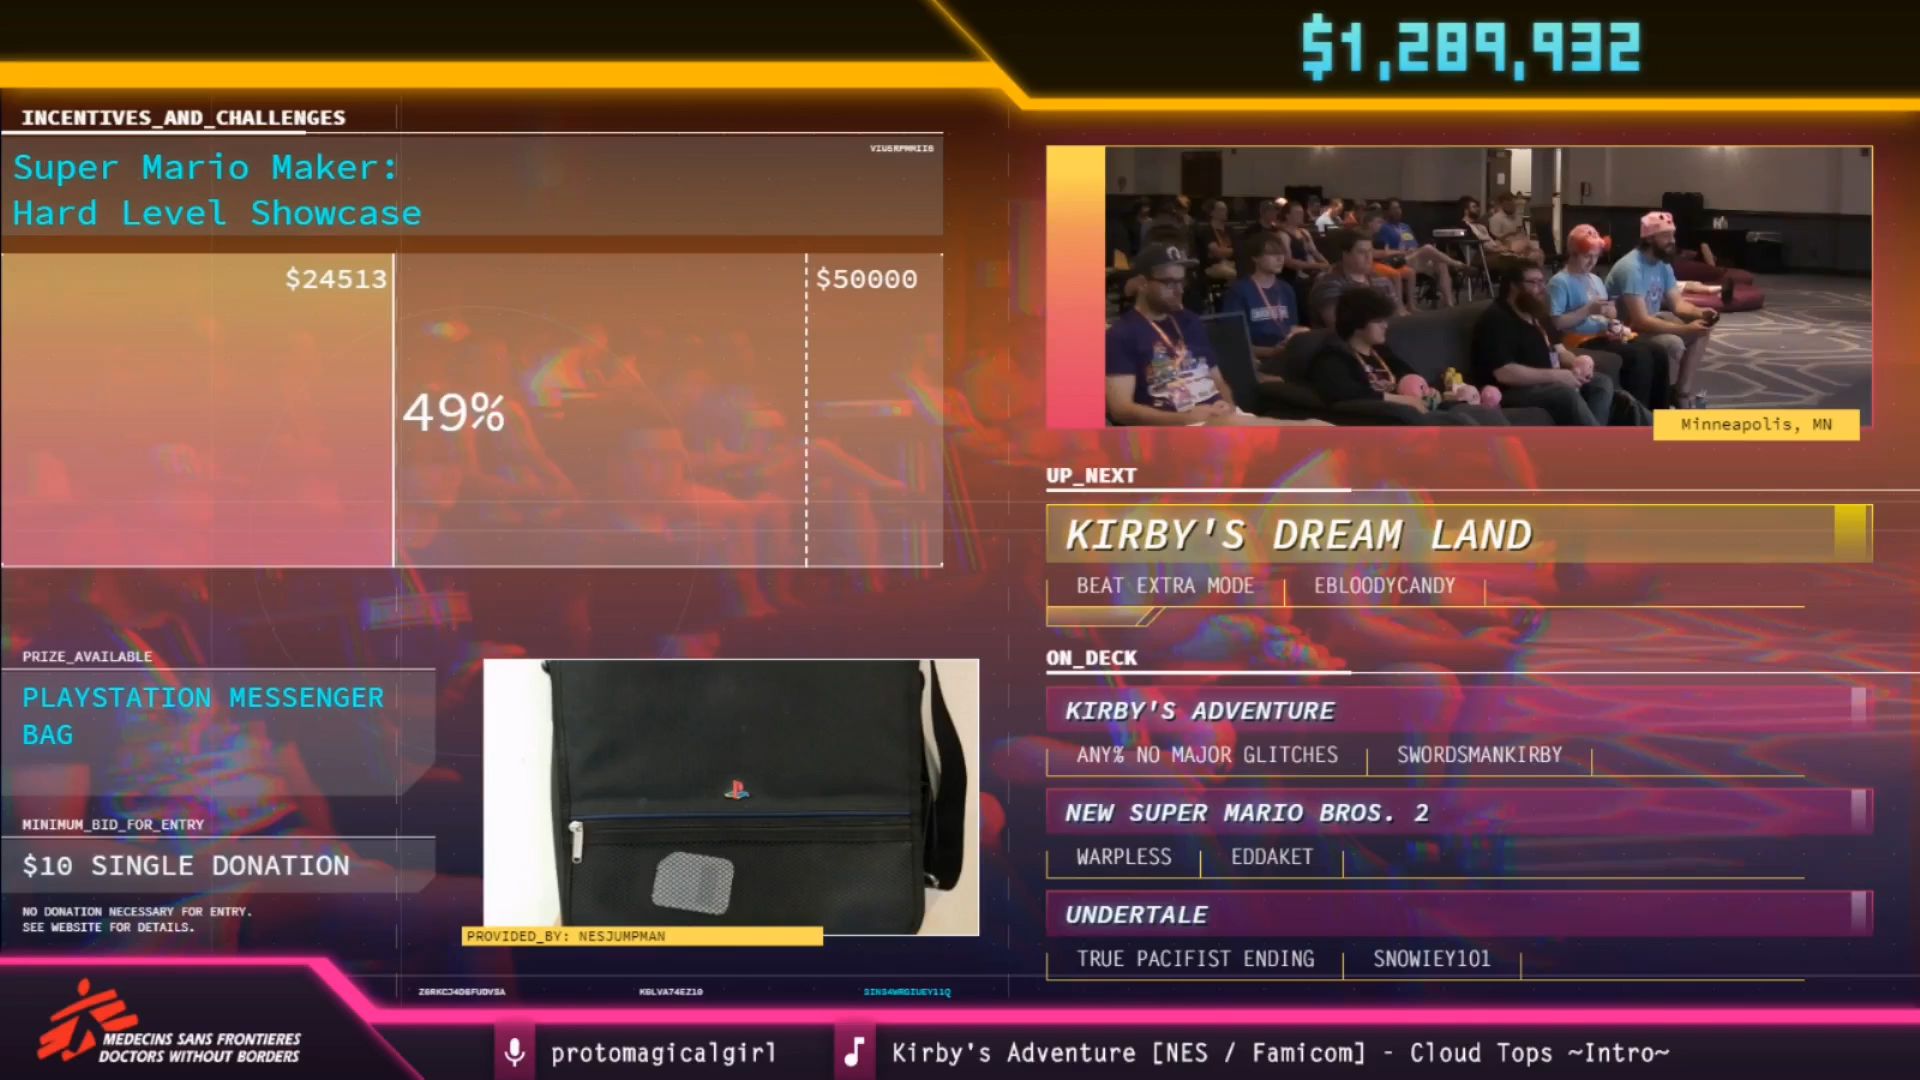 $1,289,932
INCENTIVES_AND_CHALLENGES
Super Mario Maker:
Hard Level Showcase
$24513
$50000
49%
Minneapolis, MN
UP_NEXT
KIRBY'S DREAM LAND
BEAT EXTRA MODE
EBLOODYCANDY
ON_DECK
KIRBY'S ADVENTURE
ANY% NO MAJOR GLITCHES
SWORDSMANKIRBY
NEW SUPER MARIO BROS. 2
WARPLESS
EDDAKET
UNDERTALE
TRUE PACIFIST ENDING
SNOWIEY101
PRIZE_AVAILABLE
PLAYSTATION MESSENGER
BAG
MINIMUM_BID_FOR_ENTRY
$10 SINGLE DONATION
NO DONATION NECESSARY FOR ENTRY.
SEE WEBSITE FOR DETAILS.
PROVIDED_BY: NESJUMPMAN
MEDECINS SANS FRONTIERES
DOCTORS WITHOUT BORDERS
protomagicalgirl
Kirby's Adventure [NES / Famicom] - Cloud Tops ~Intro~